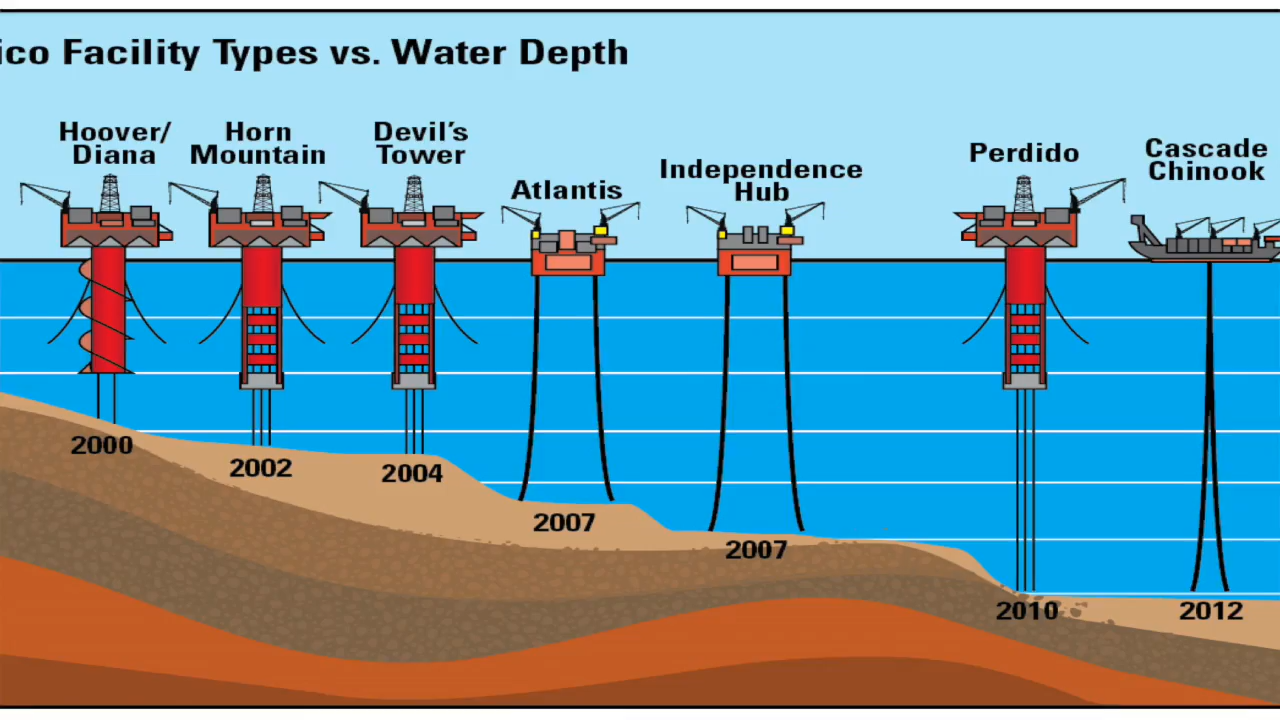 ico Facility Types vs. Water Depth
Hoover/
Diana
Horn
Mountain
Devil's
Tower
Atlantis
Independence
Hub
Perdido
Cascade
Chinook
2000
2002
2004
2007
2007
2010
2012